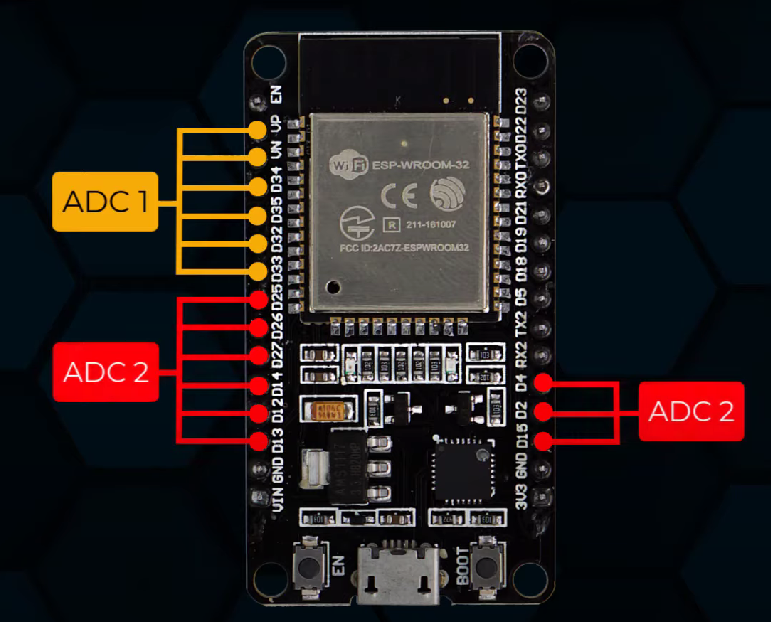 ADC 1
ADC 2
ADC 2
EN
VP
VN
D34
D35
D32
D33
D25
D26
D27
D14
D12
D13
GND
VIN
D23
D22
TX0
RX0
D21
D19
D18
D5
TX2
RX2
D4
D2
D15
GND
3V3
WiFi
ESP-WROOM-32
CE
R 211-161007
FCC ID:2AC7Z-ESPWROOM32
EN
BOOT